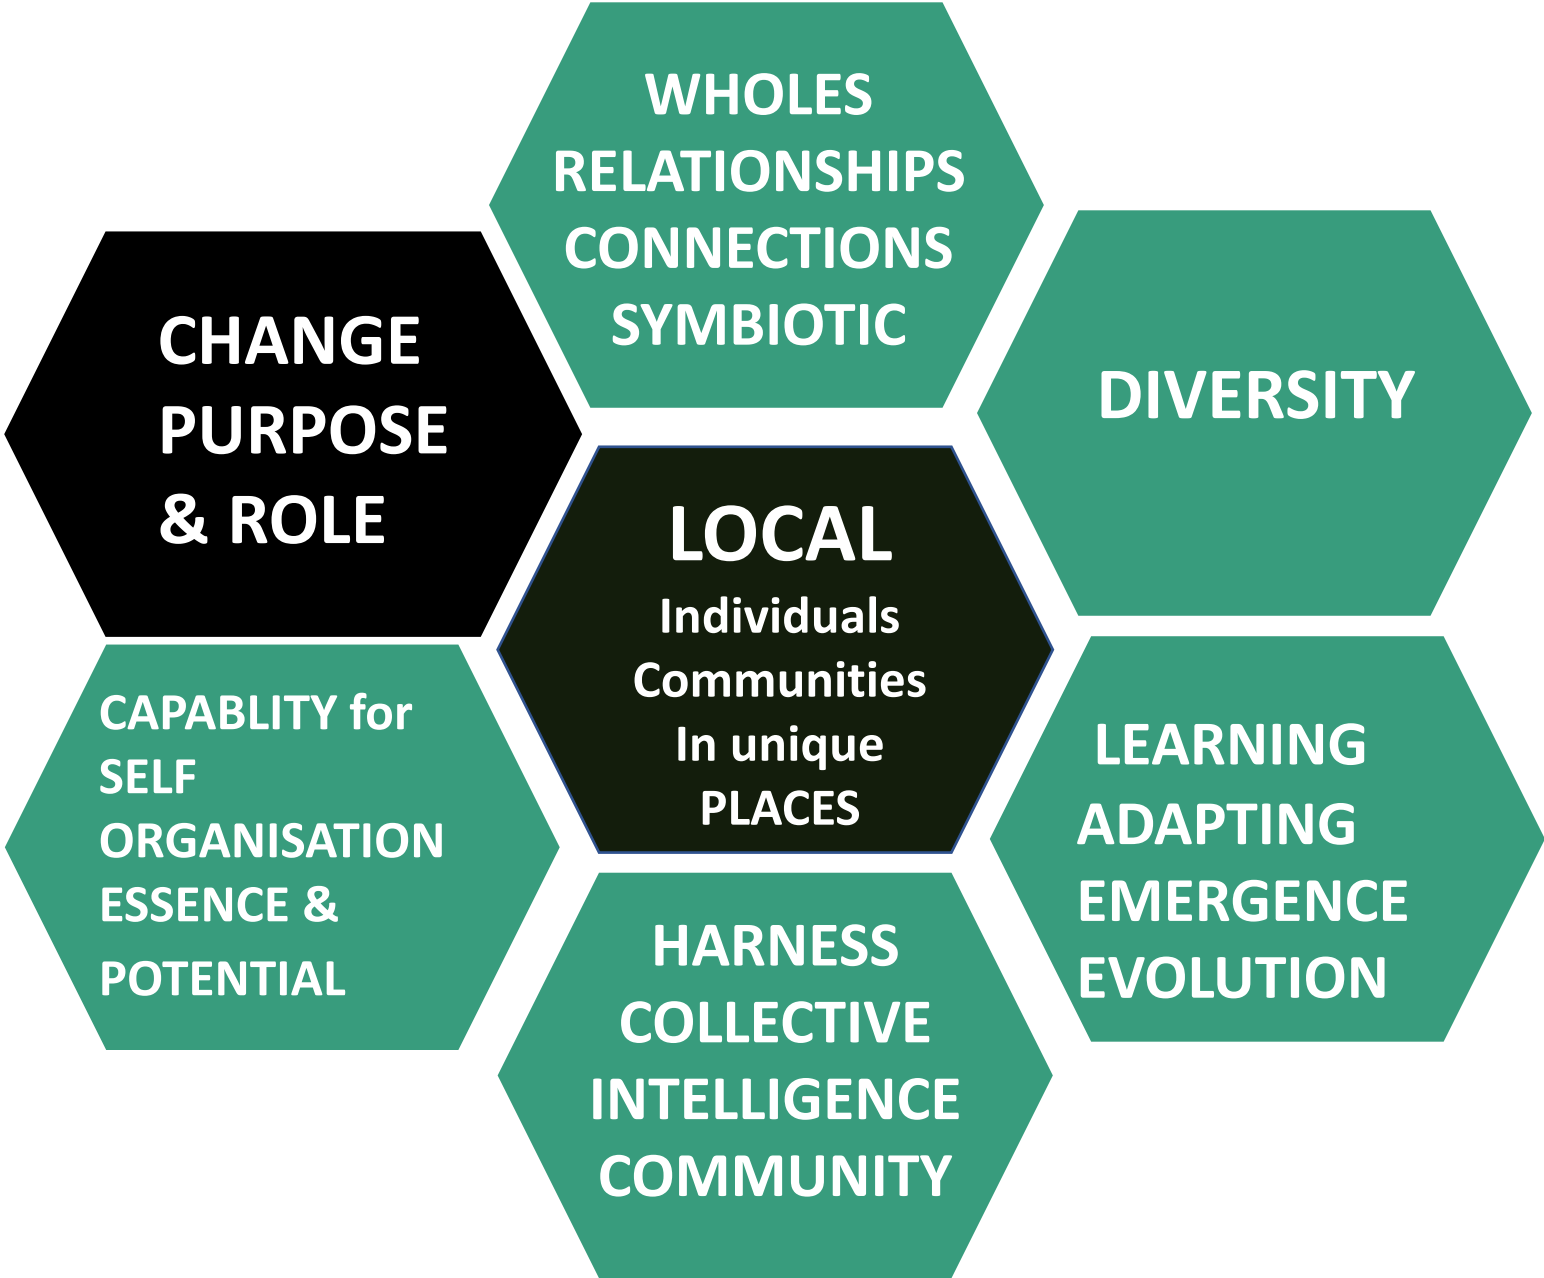 WHOLES
RELATIONSHIPS
CONNECTIONS
SYMBIOTIC
CHANGE
PURPOSE
& ROLE
DIVERSITY
LOCAL
Individuals
Communities
In unique
PLACES
CAPABLITY for
SELF
ORGANISATION
ESSENCE &
POTENTIAL
LEARNING
ADAPTING
EMERGENCE
EVOLUTION
HARNESS
COLLECTIVE
INTELLIGENCE
COMMUNITY